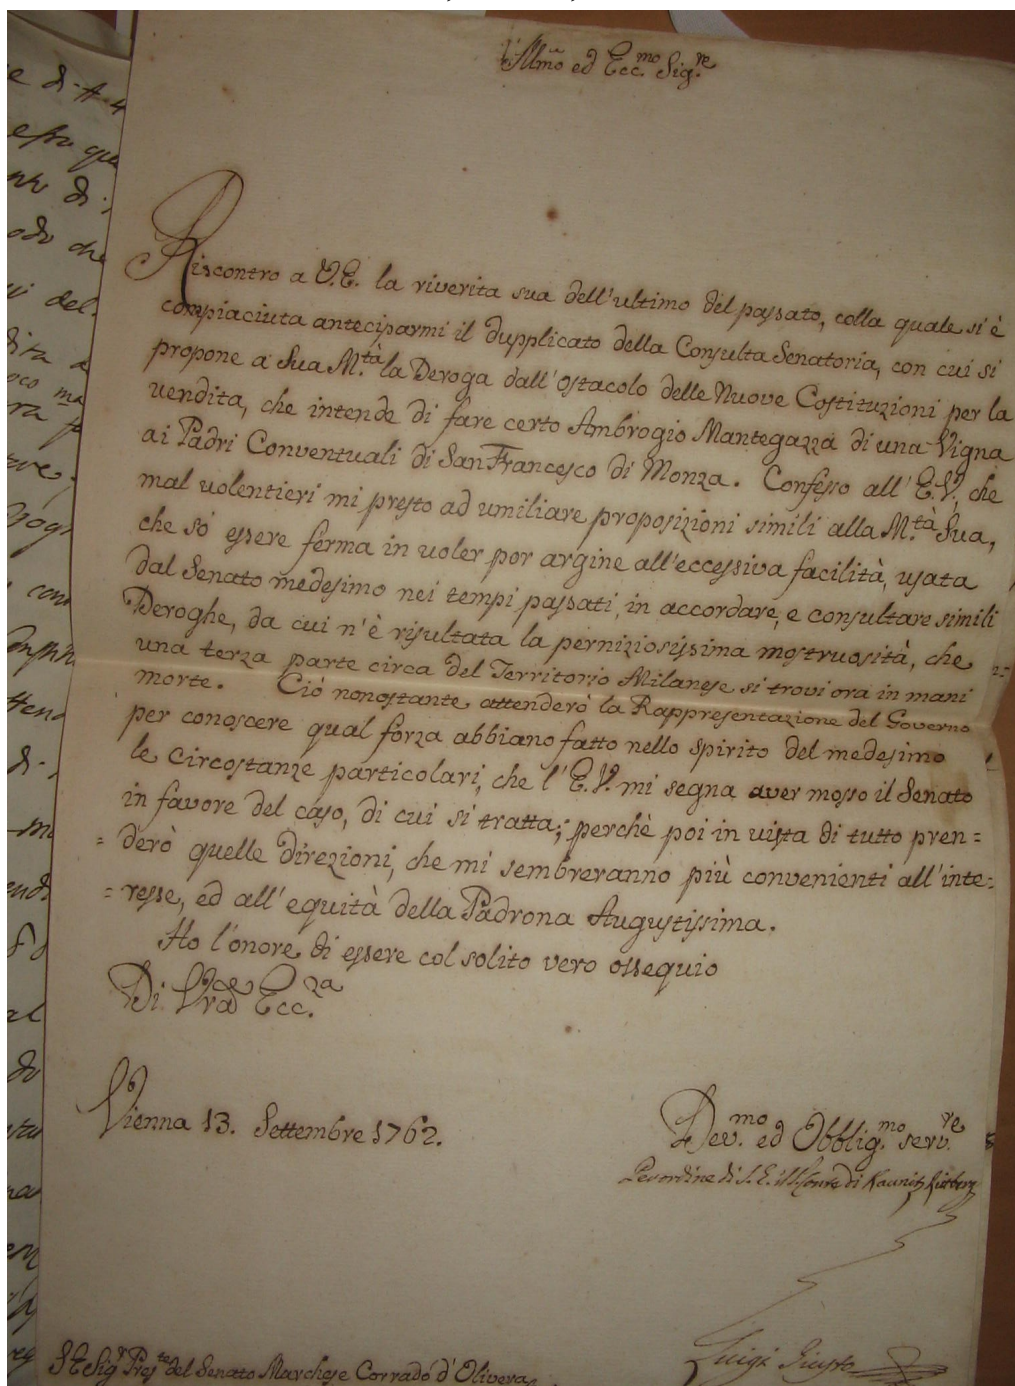 Ill.mo ed Ecc.mo Sig.re
Riscontro a V.E. la riverita sua dell'ultimo del passato, colla quale si è
compiaciuta anteciparmi il dupplicato della Consulta Senatoria, con cui si
propone a Sua M.tà la Deroga dall'ostacolo delle Nuove Costituzioni per la
vendita, che intende di fare certo Ambrogio Mantegazza di una Vigna
ai Padri Conventuali di San Francesco di Monza. Confesso all'E.V., che
mal volentieri mi presto ad umiliare proposizioni simili alla M.tà Sua,
che só essere ferma in voler por argine all'eccessiva facilità, usata
dal Senato medesimo nei tempi passati, in accordare, e consultare simili
Deroghe, da cui n'è risultata la perniziosissima mostruosità, che
una terza parte circa del Territorio Milanese si trovi ora in mani
morte. Ció nonostante attenderò la Rappresentazione del Governo
per conoscere qual forza abbiano fatto nello spirito del medesimo
le Circostanze particolari, che l'E.V. mi segna aver mosso il Senato
in favore del caso, di cui si tratta; perchè poi in vista di tutto pren=
=derò quelle direzioni, che mi sembreranno più convenienti all'inte=
=resse, ed all'equità della Padrona Augustissima.
Ho l'onore di essere col solito vero ossequio
Di Vra Ecc.za
Vienna 13. Settembre 1762.
Dev.mo ed Obblig.mo serv.re
Per ordine di S.E. il Sr Conte di Kaunitz Rietberg
Luigi Giusto
S E Sig.r Pres.te del Senato Marchese Corrado d'Olivera